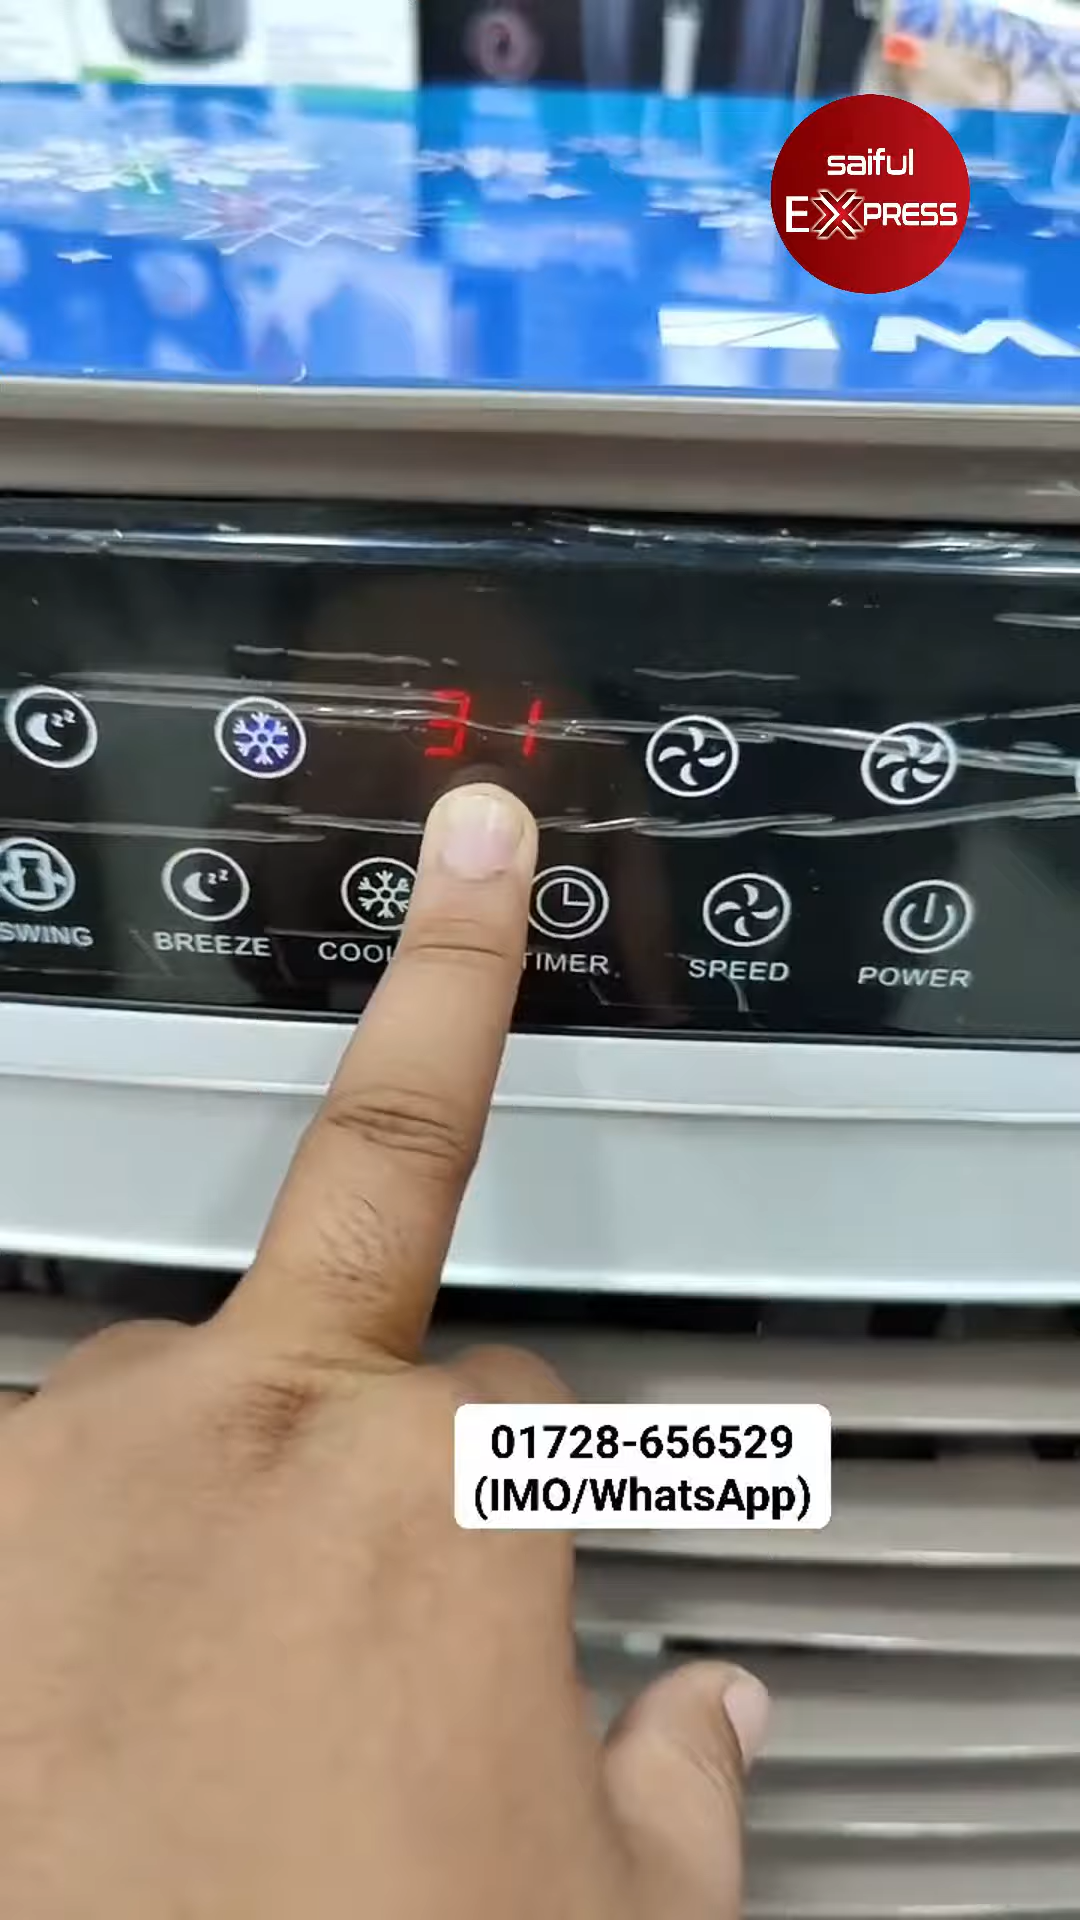 saiful
EXPRESS
31
SWING
BREEZE
TIMER
SPEED
POWER
01728-656529
(IMO/WhatsApp)